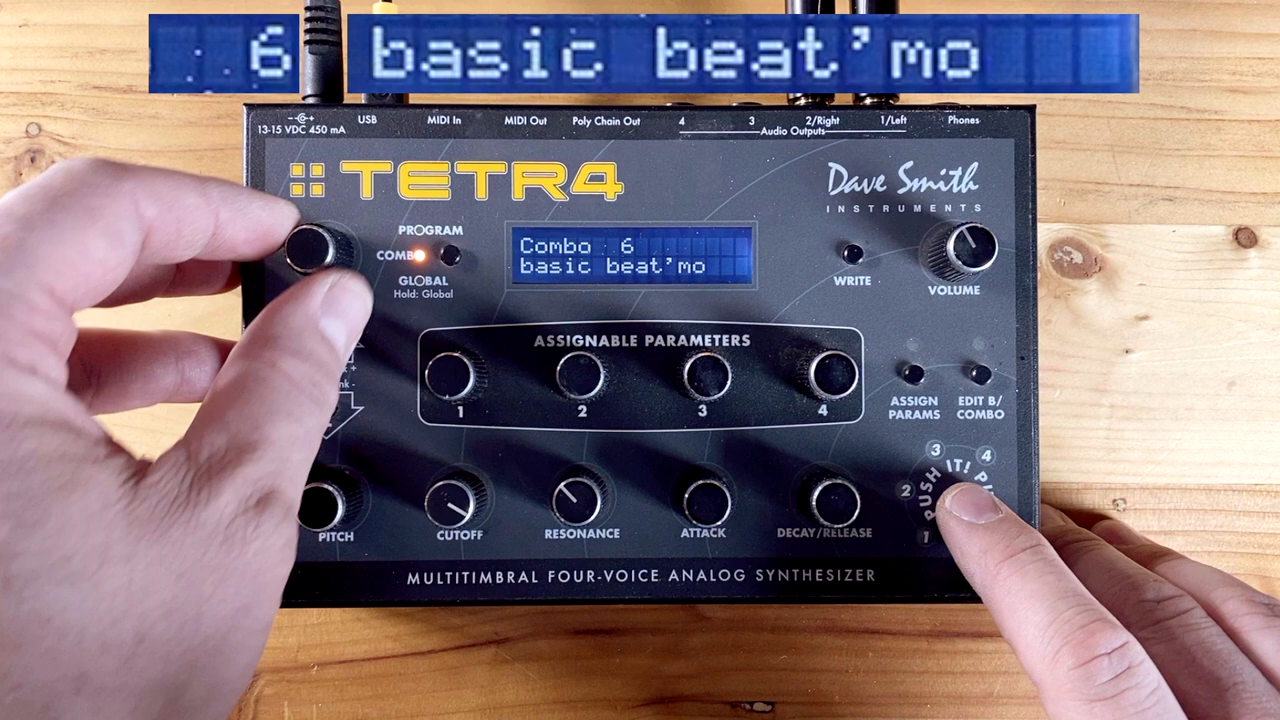 6 basic beat'mo
13-15 VDC 450 mA USB MIDI In MIDI Out Poly Chain Out 4 3 2/Right 1/Left Phones
Audio Outputs
TETR4
Dave Smith
INSTRUMENTS
PROGRAM
COMBO
GLOBAL
Hold: Global
Combo 6
basic beat'mo
WRITE
VOLUME
ASSIGNABLE PARAMETERS
1 2 3 4
ASSIGN
PARAMS
EDIT B/
COMBO
1 2 3 4
PUSH IT!
PITCH CUTOFF RESONANCE ATTACK DECAY/RELEASE
MULTITIMBRAL FOUR-VOICE ANALOG SYNTHESIZER